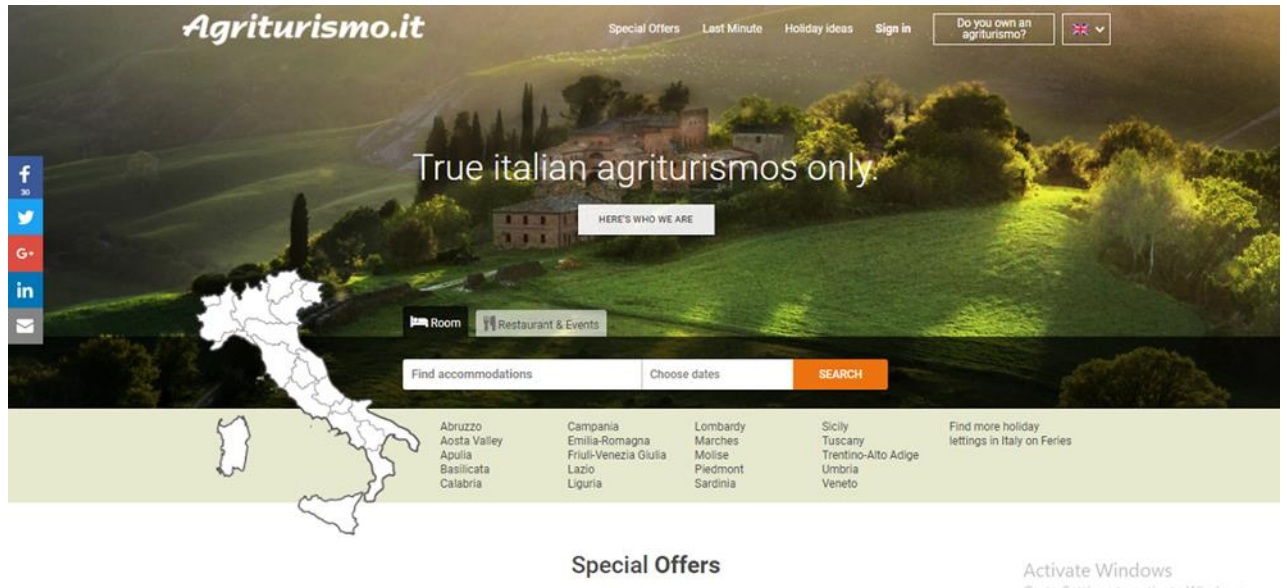 Agriturismo.it
Special Offers Last Minute Holiday ideas Sign in Do you own an agriturismo?
True italian agriturismos only.
HERE'S WHO WE ARE
f
30
G+
in
Room Restaurant & Events
Find accommodations Choose dates SEARCH
Abruzzo Campania Lombardy Sicily Find more holiday
Aosta Valley Emilia-Romagna Marches Tuscany lettings in Italy on Feries
Apulia Friuli-Venezia Giulia Molise Trentino-Alto Adige
Basilicata Lazio Piedmont Umbria
Calabria Liguria Sardinia Veneto
Special Offers
Activate Windows